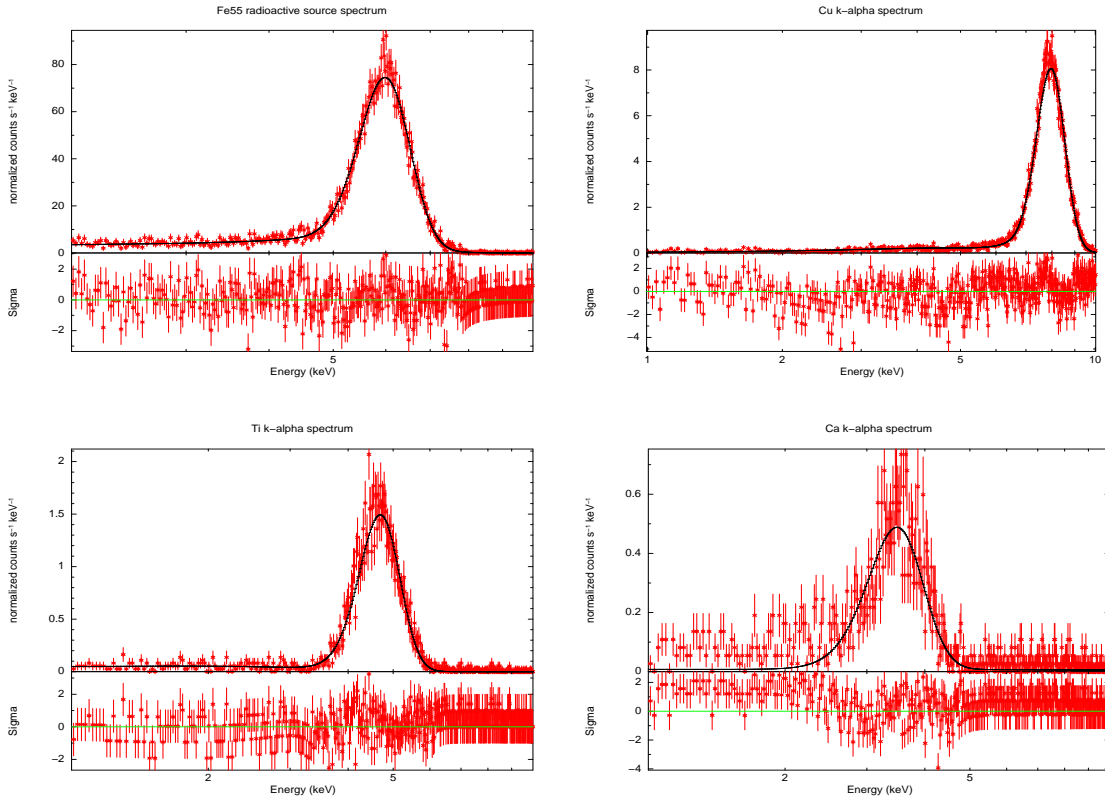 Fe55 radioactive source spectrum
normalized counts s⁻¹ keV⁻¹
80
60
40
20
0
Sigma
2
0
−2
5
Energy (keV)
Cu k−alpha spectrum
normalized counts s⁻¹ keV⁻¹
8
6
4
2
0
Sigma
2
0
−2
−4
1 2 5 10
Energy (keV)
Ti k−alpha spectrum
normalized counts s⁻¹ keV⁻¹
2
1.5
1
0.5
0
Sigma
2
0
−2
2 5
Energy (keV)
Ca k−alpha spectrum
normalized counts s⁻¹ keV⁻¹
0.6
0.4
0.2
0
Sigma
2
0
−2
−4
2 5
Energy (keV)